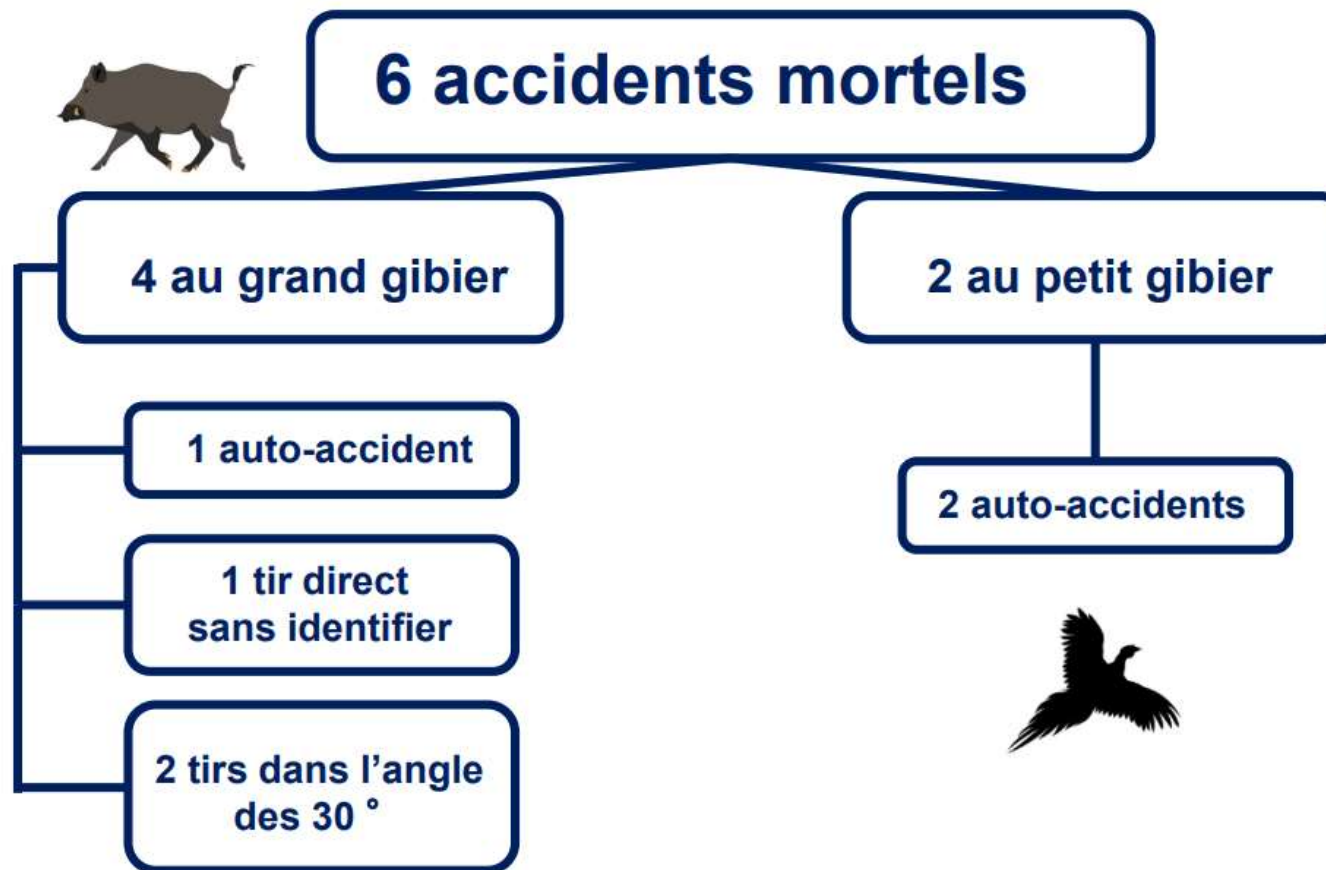 6 accidents mortels
4 au grand gibier
2 au petit gibier
1 auto-accident
2 auto-accidents
1 tir direct
sans identifier
2 tirs dans l’angle
des 30 °